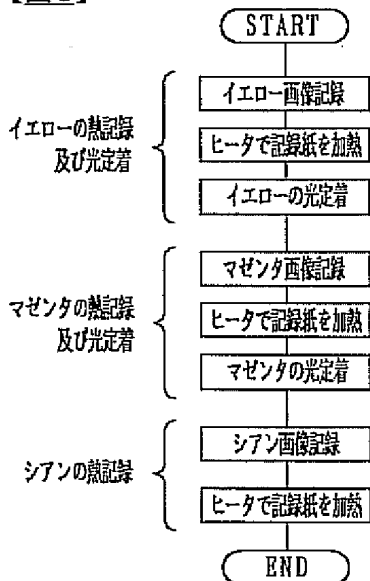 START
イエローの熱記録
及び光定着
イエロー画像記録
ヒータで記録紙を加熱
イエローの光定着
マゼンタの熱記録
及び光定着
マゼンタ画像記録
ヒータで記録紙を加熱
マゼンタの光定着
シアンの熱記録
シアン画像記録
ヒータで記録紙を加熱
END